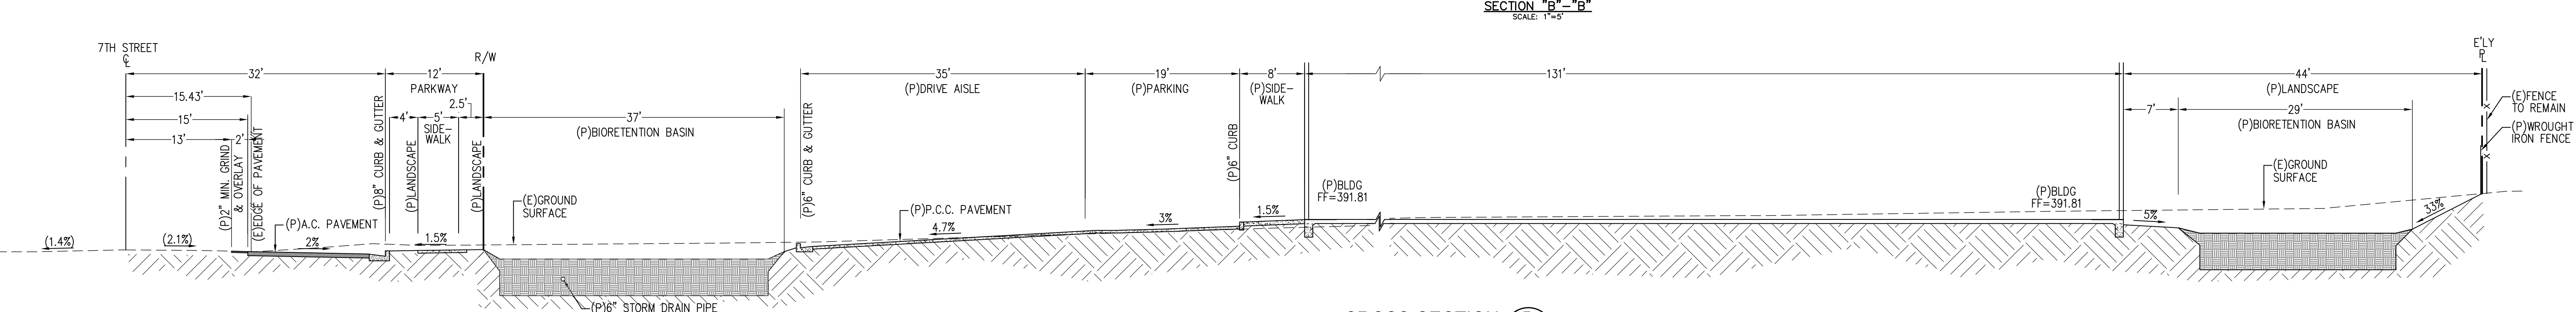 SECTION "B"-"B"
SCALE: 1"=5'
7TH STREET
℄
R/W
E'LY
32'
12'
PARKWAY
35'
(P)DRIVE AISLE
19'
(P)PARKING
8'
(P)SIDE-
WALK
131'
44'
(P)LANDSCAPE
15.43'
15'
13'
2'
2.5'
4'
5'
SIDE-
WALK
37'
(P)BIORETENTION BASIN
7'
29'
(P)BIORETENTION BASIN
(E)FENCE
TO REMAIN
(P)WROUGHT
IRON FENCE
X
X
(P)2" MIN. GRIND
& OVERLAY
(E)EDGE OF PAVEMENT
(P)8" CURB & GUTTER
(P)LANDSCAPE
(P)LANDSCAPE
(P)6" CURB & GUTTER
(P)6" CURB
(E)GROUND
SURFACE
(P)P.C.C. PAVEMENT
(P)A.C. PAVEMENT
(P)BLDG
FF=391.81
(P)BLDG
FF=391.81
(E)GROUND
SURFACE
(1.4%)
(2.1%)
2%
1.5%
4.7%
3%
1.5%
5%
33%
(P)6" STORM DRAIN PIPE